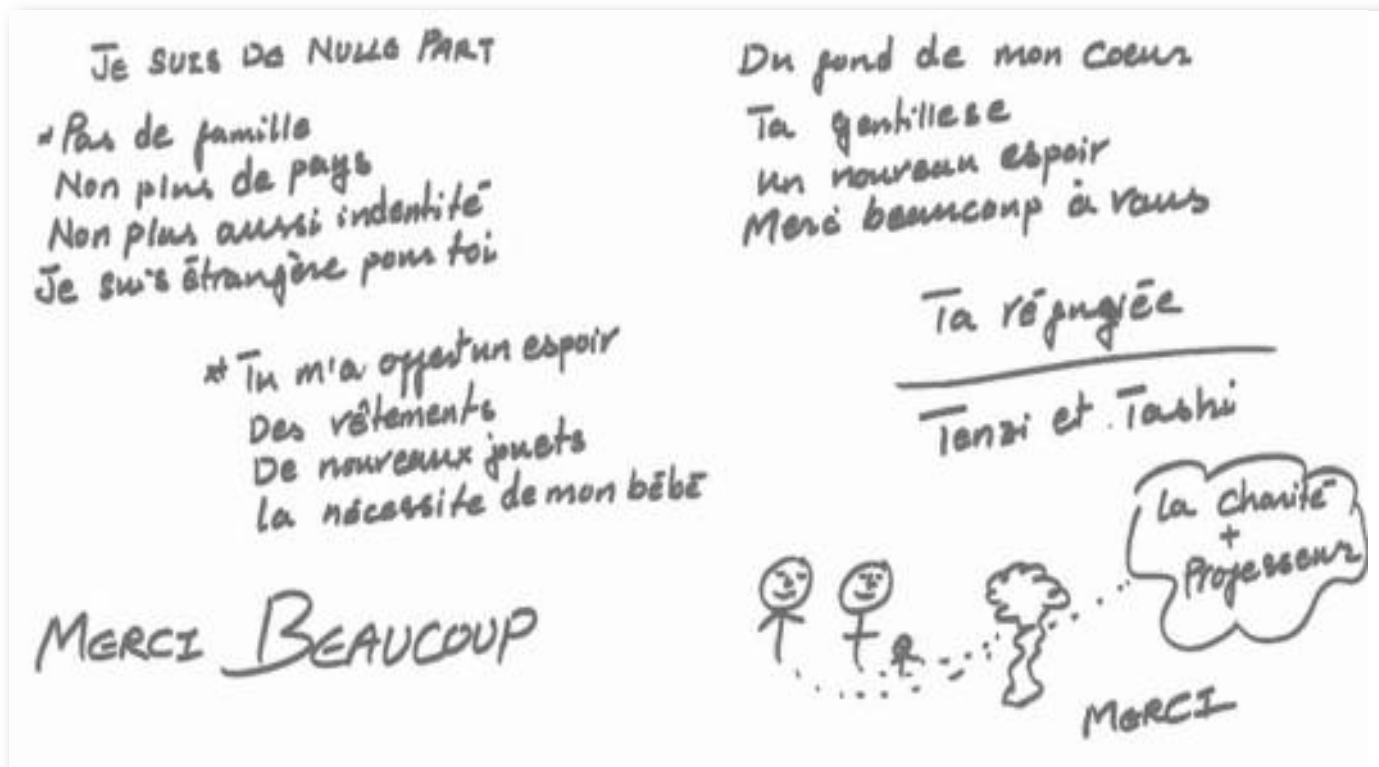 Je suis de nulle part
* Pas de famille
Non plus de pays
Non plus aussi indentité
Je suis étrangère pour toi
** Tu m'a offert un espoir
Des vêtements
De nouveaux jouets
la nécessite de mon bébé
MERCI BEAUCOUP
Du fond de mon coeur
Ta gentillese
un nouveau espoir
Merci beaucoup à vous
Ta réfugiée
Tenzi et Tashi
la charité
+
Professeur
MERCI